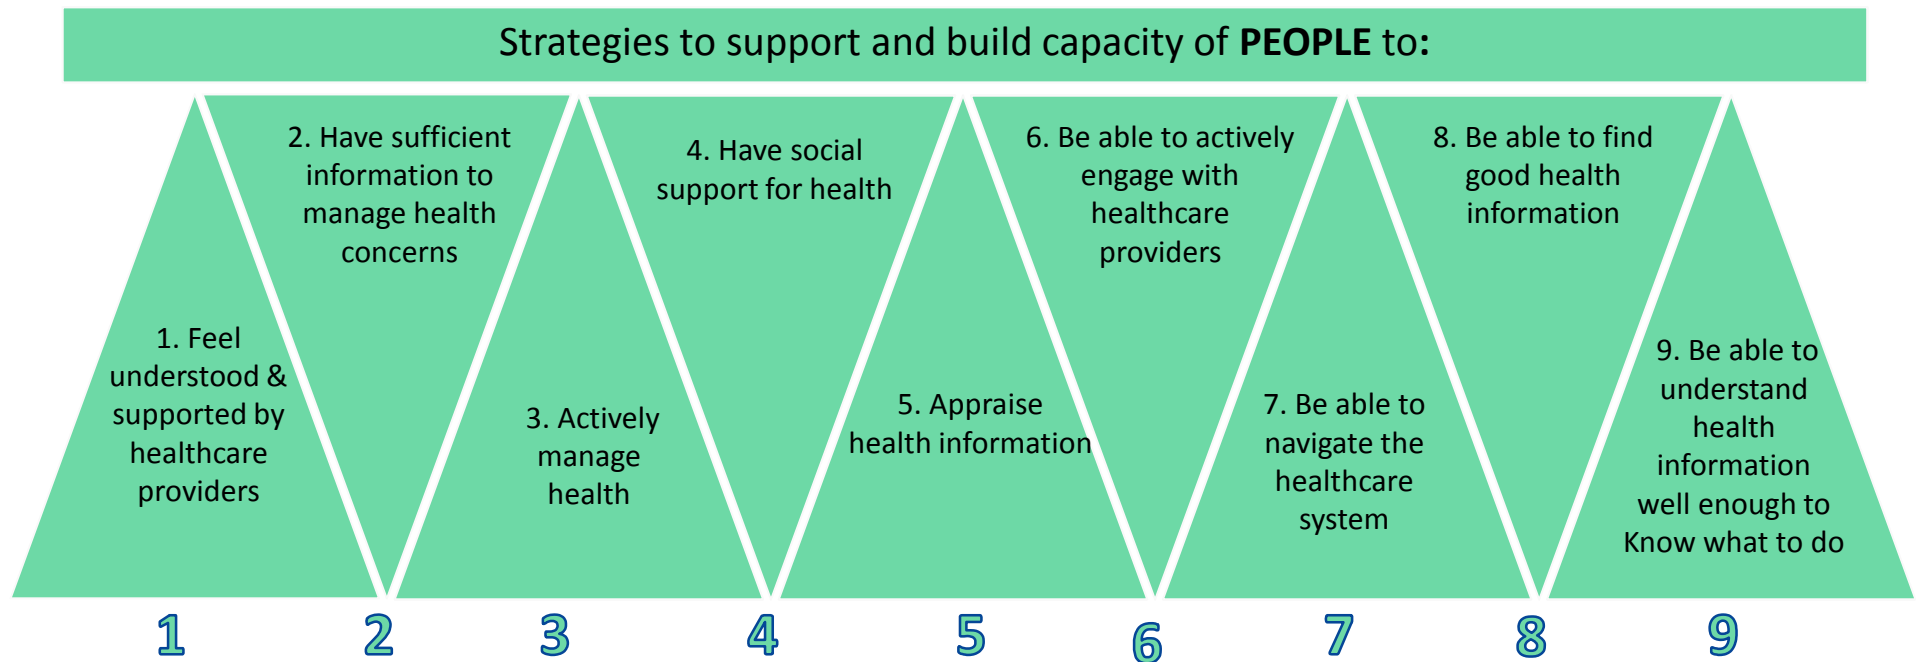 Strategies to support and build capacity of PEOPLE to:
1. Feel
understood &
supported by
healthcare
providers
2. Have sufficient
information to
manage health
concerns
3. Actively
manage
health
4. Have social
support for health
5. Appraise
health information
6. Be able to actively
engage with
healthcare
providers
7. Be able to
navigate the
healthcare
system
8. Be able to find
good health
information
9. Be able to
understand
health
information
well enough to
Know what to do
1 2 3 4 5 6 7 8 9